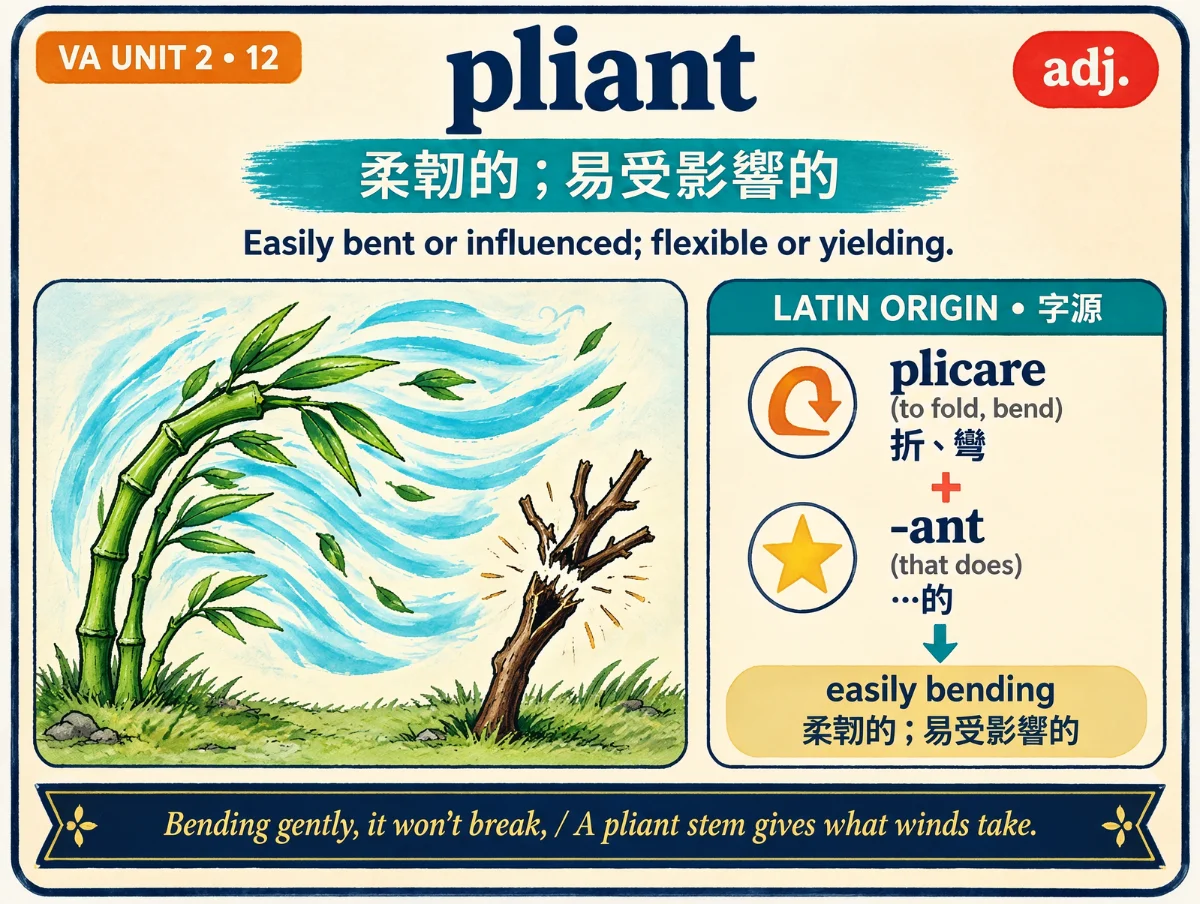 VA UNIT 2 • 12
pliant
adj.
柔韌的；易受影響的
Easily bent or influenced; flexible or yielding.
LATIN ORIGIN • 字源
plicare
(to fold, bend)
折、彎
+
-ant
(that does)
…的
easily bending
柔韌的；易受影響的
Bending gently, it won't break, / A pliant stem gives what winds take.